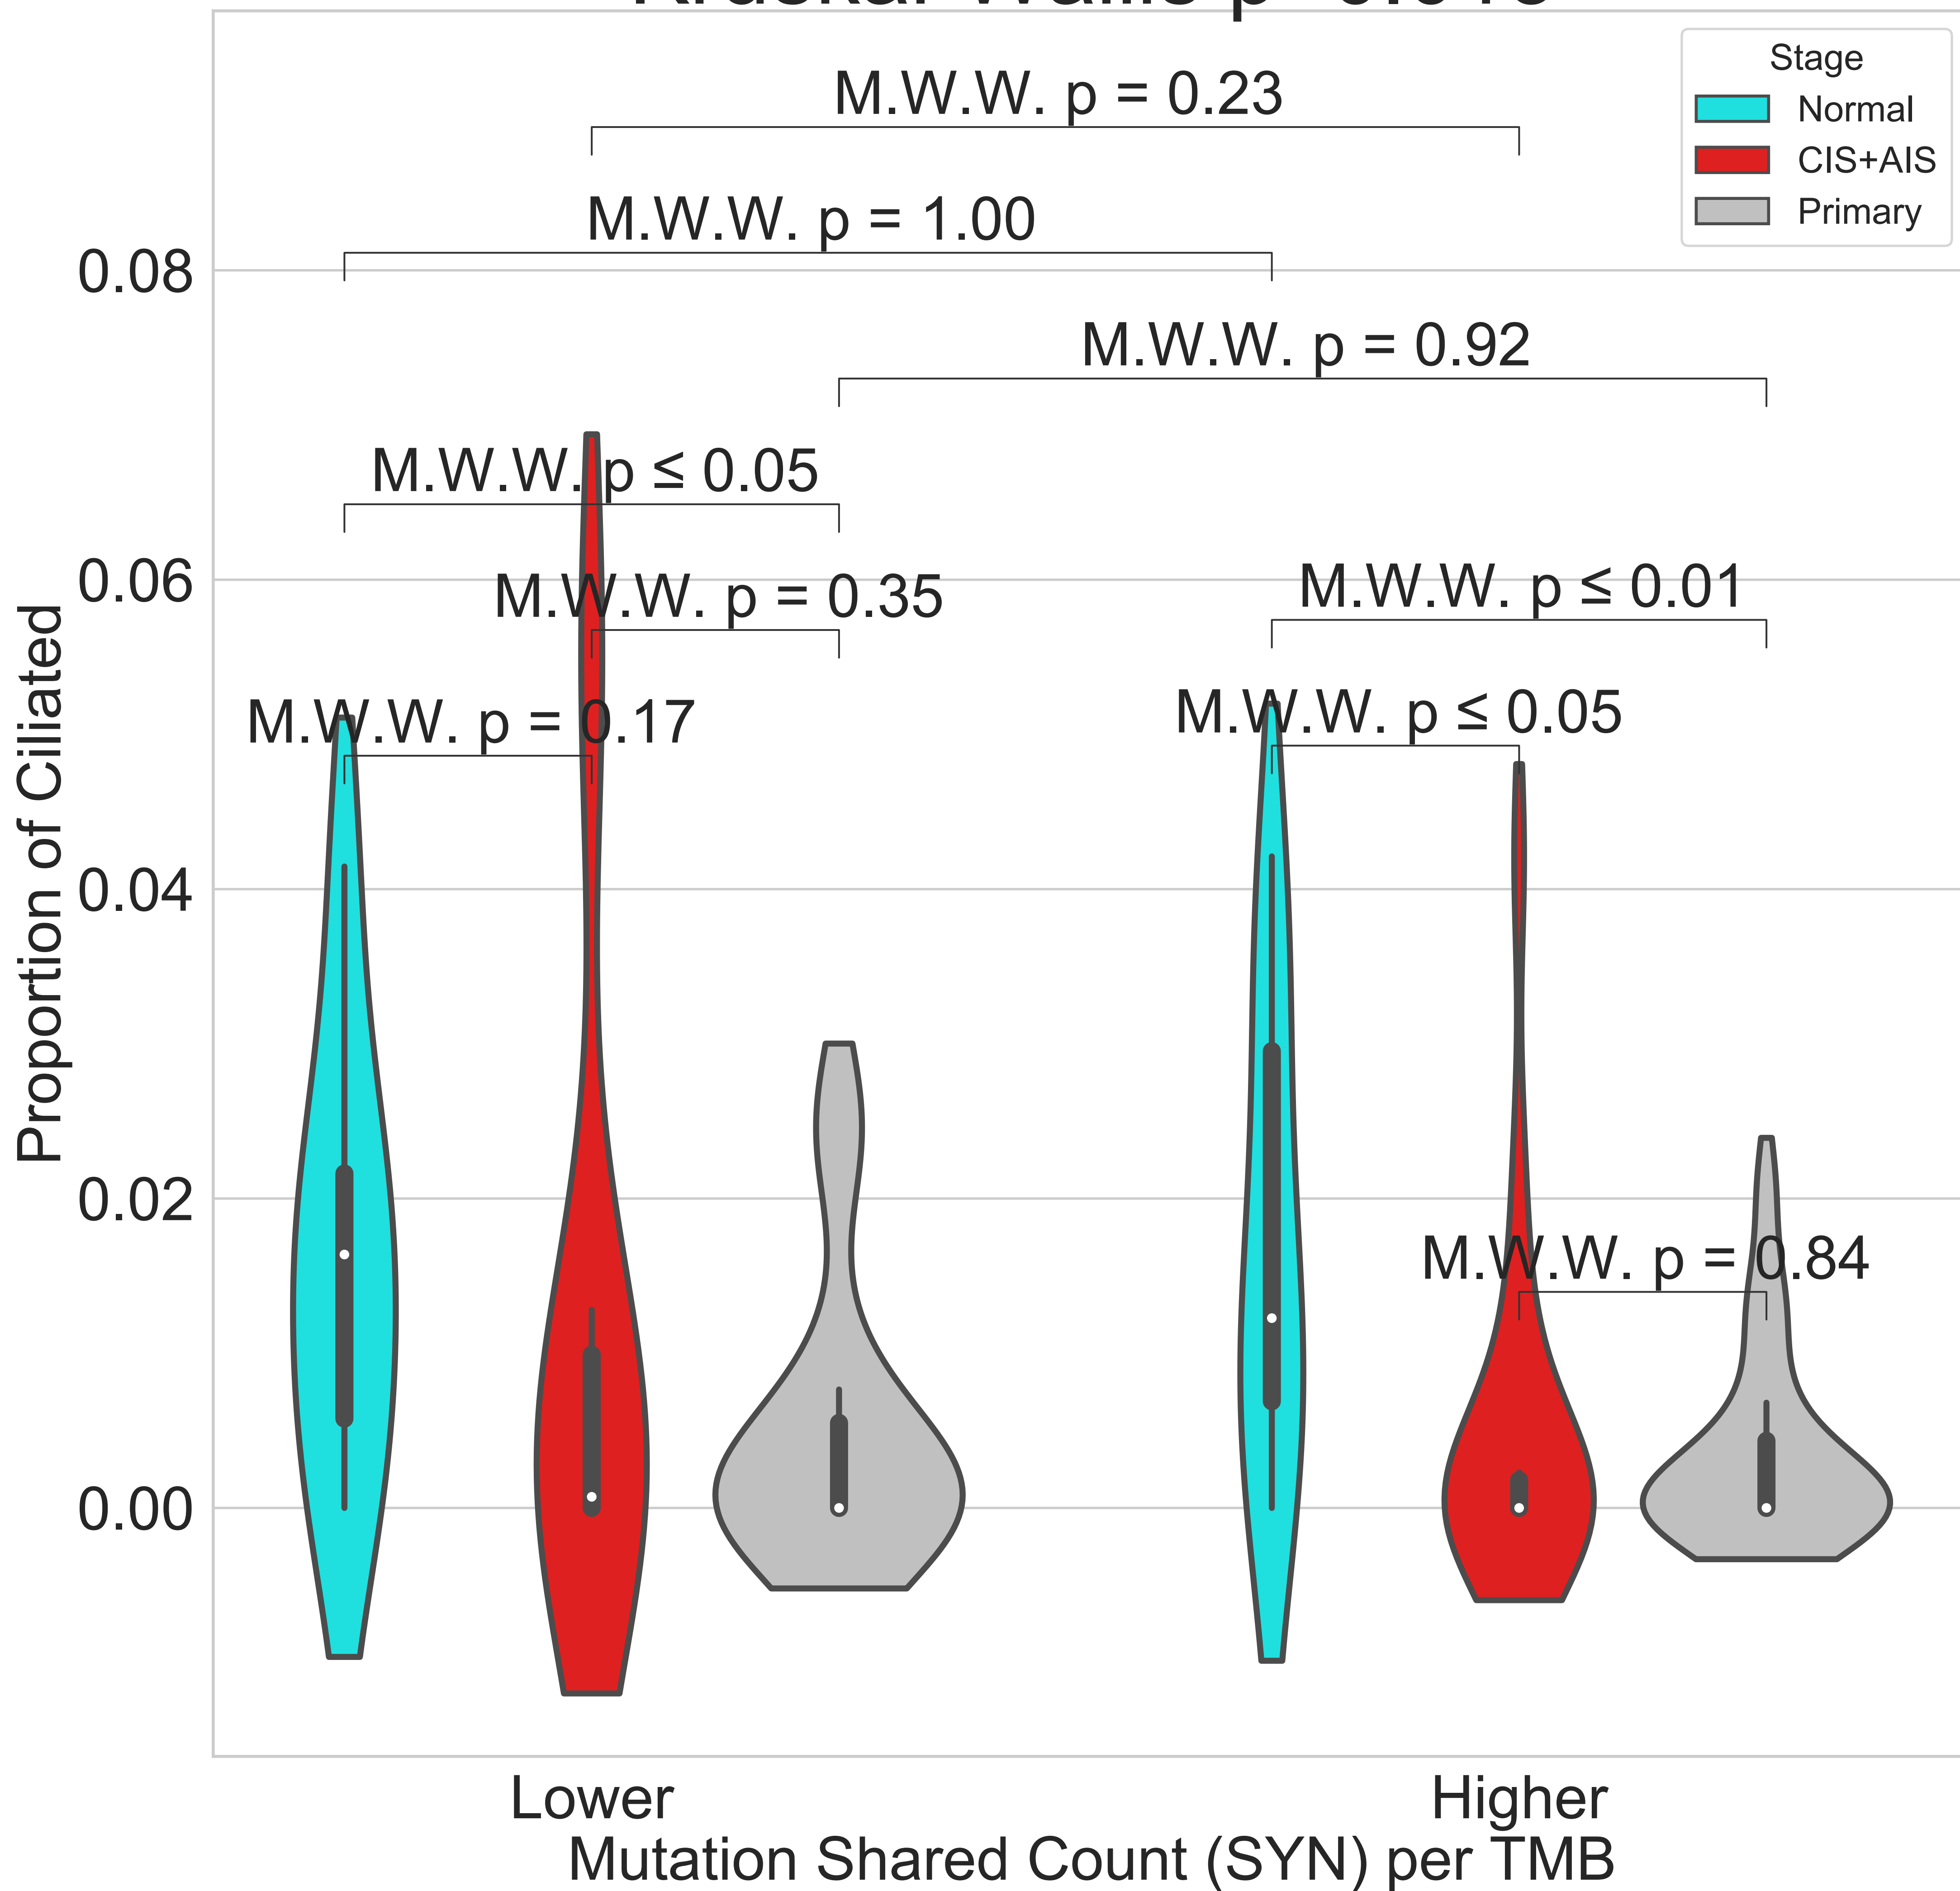 Stage
Normal
CIS+AIS
Primary
M.W.W. p = 0.23
M.W.W. p = 1.00
M.W.W. p = 0.92
M.W.W. p ≤ 0.05
M.W.W. p = 0.35
M.W.W. p ≤ 0.01
M.W.W. p = 0.17
M.W.W. p ≤ 0.05
M.W.W. p = 0.84
0.08
0.06
0.04
0.02
0.00
Proportion of Ciliated
Lower
Higher
Mutation Shared Count (SYN) per TMB